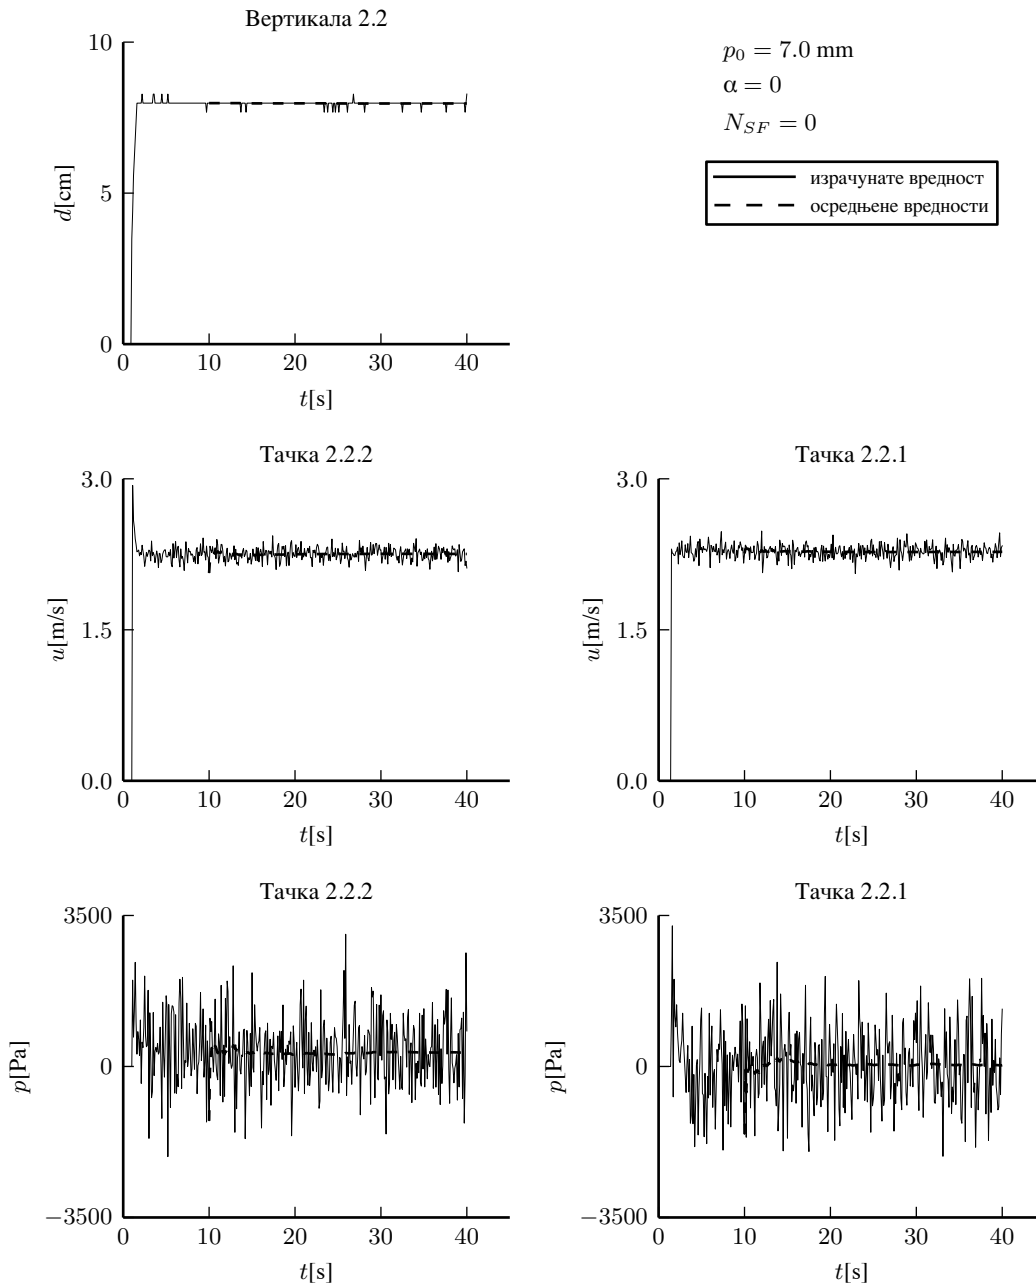 Вертикала 2.2
10
5
0
d[cm]
0 10 20 30 40
t[s]
p0 = 7.0 mm
α = 0
NSF = 0
израчунате вредност
осредњене вредности
Тачка 2.2.2
3.0
1.5
0.0
u[m/s]
0 10 20 30 40
t[s]
Тачка 2.2.1
3.0
1.5
0.0
u[m/s]
0 10 20 30 40
t[s]
Тачка 2.2.2
3500
0
−3500
p[Pa]
0 10 20 30 40
t[s]
Тачка 2.2.1
3500
0
−3500
p[Pa]
0 10 20 30 40
t[s]